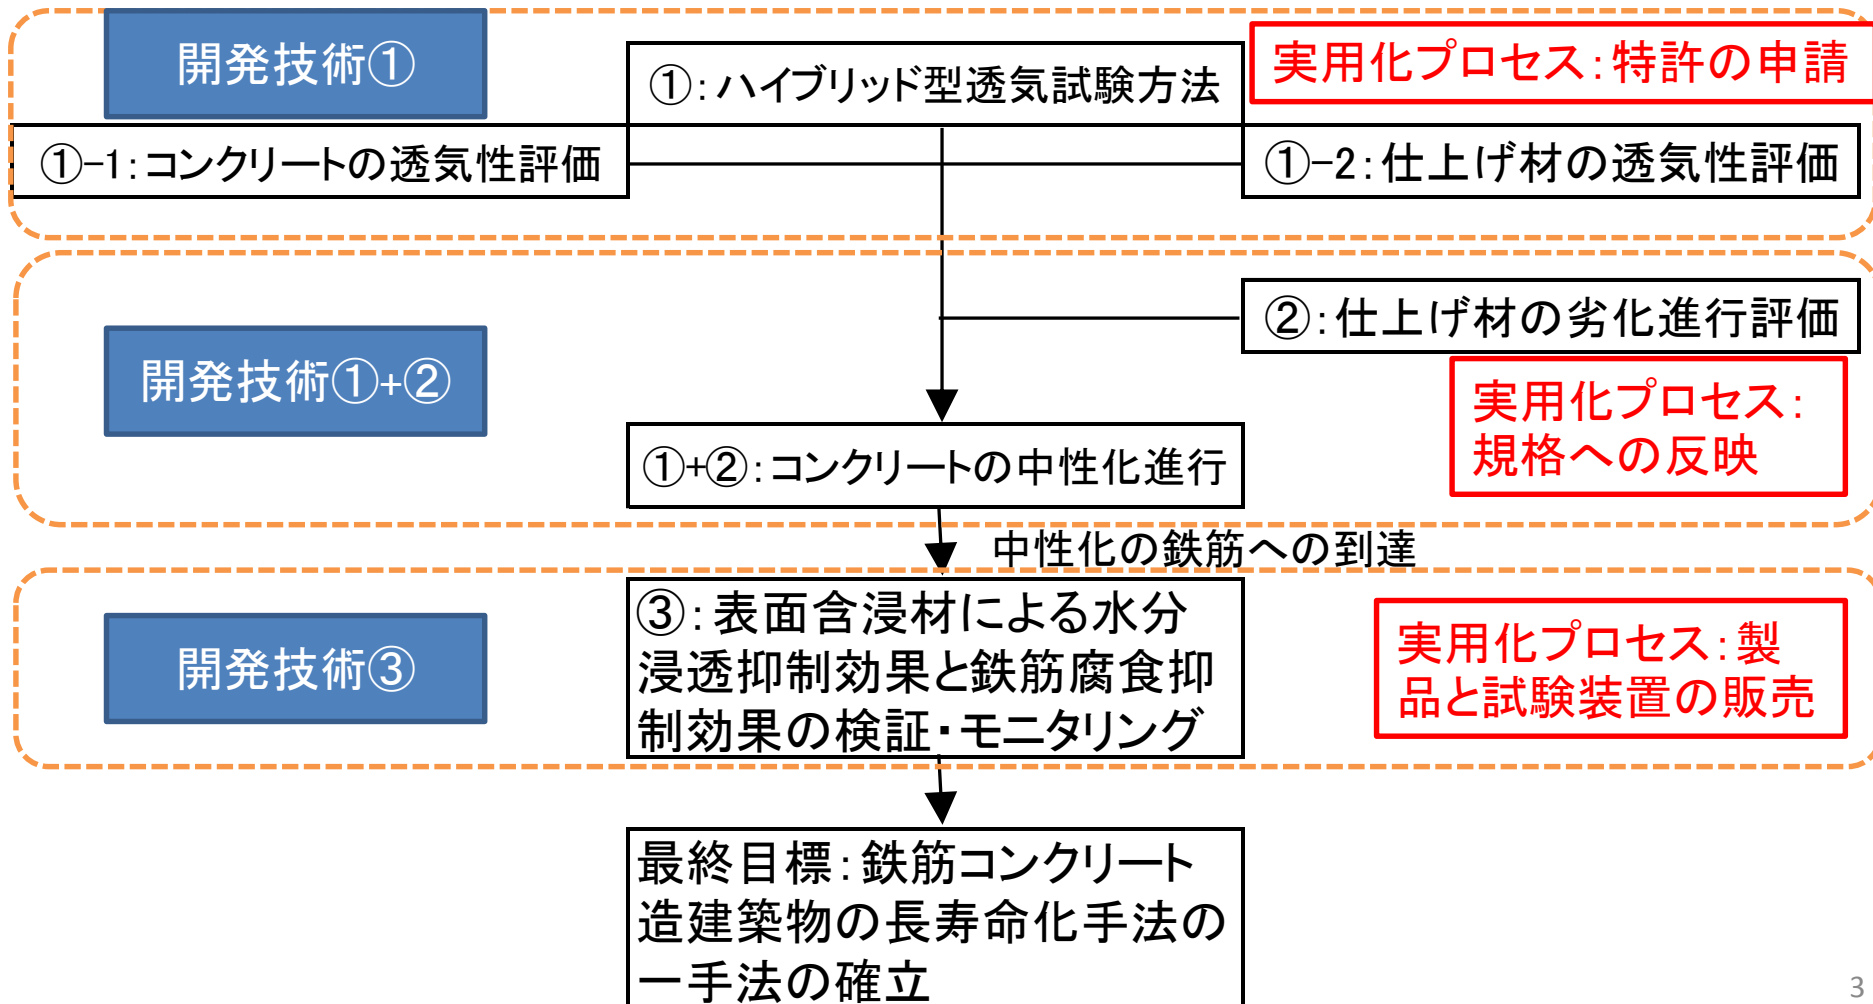 開発技術①
①：ハイブリッド型透気試験方法
実用化プロセス：特許の申請
①-1：コンクリートの透気性評価
①-2：仕上げ材の透気性評価
②：仕上げ材の劣化進行評価
開発技術①+②
実用化プロセス：
規格への反映
①+②：コンクリートの中性化進行
中性化の鉄筋への到達
開発技術③
③：表面含浸材による水分
浸透抑制効果と鉄筋腐食抑
制効果の検証・モニタリング
実用化プロセス：製
品と試験装置の販売
最終目標：鉄筋コンクリート
造建築物の長寿命化手法の
一手法の確立
3